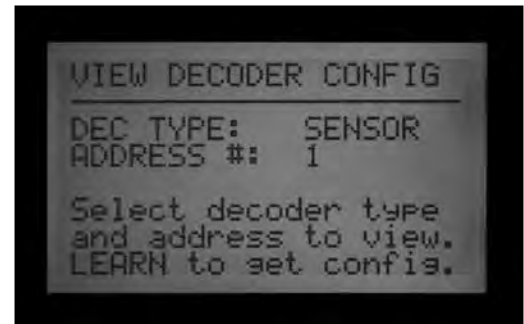 VIEW DECODER CONFIG
DEC TYPE: SENSOR
ADDRESS #: 1
Select decoder type
and address to view.
LEARN to get config.